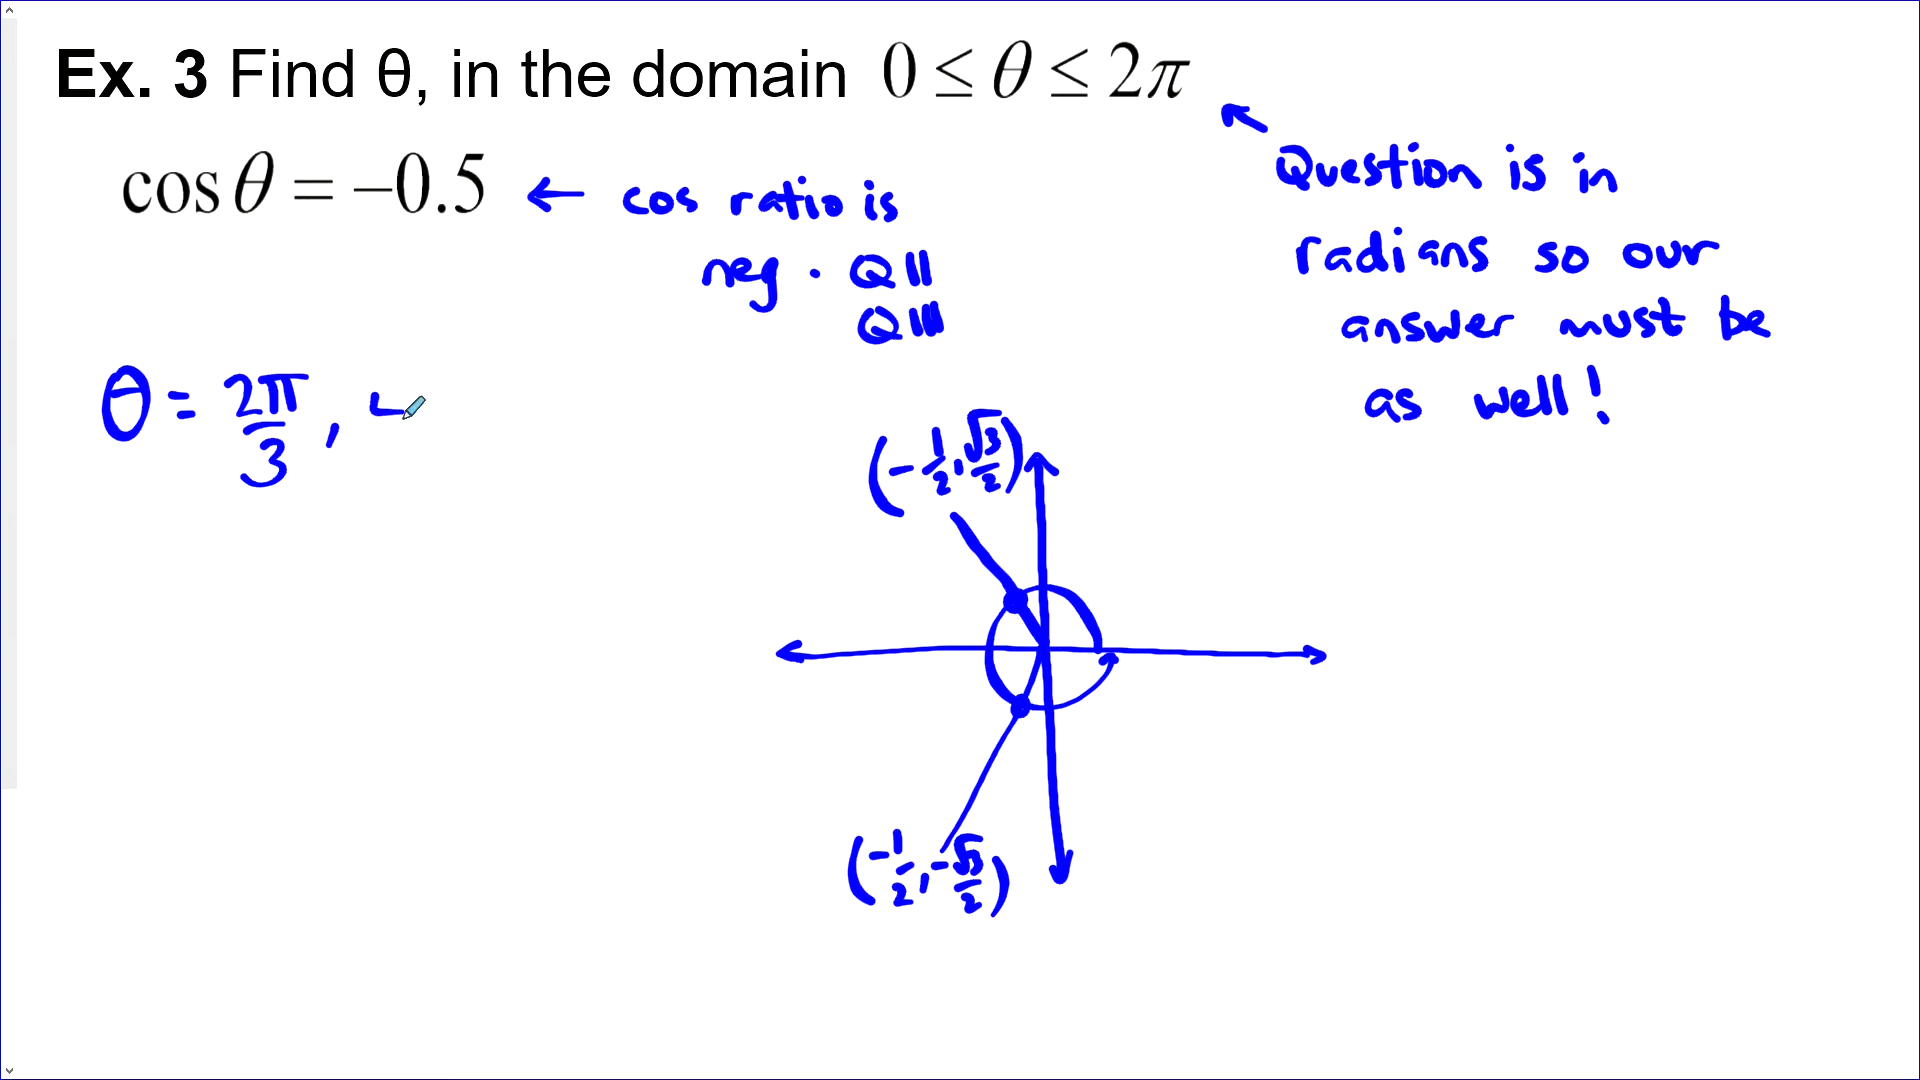 Ex. 3 Find θ, in the domain 0 ≤ θ ≤ 2π
cos θ = −0.5 ← cos ratio is
neg. QII
QIII
Question is in
radians so our
answer must be
as well!
θ = 2π/3,
(-1/2, √3/2)
(-1/2, -√3/2)